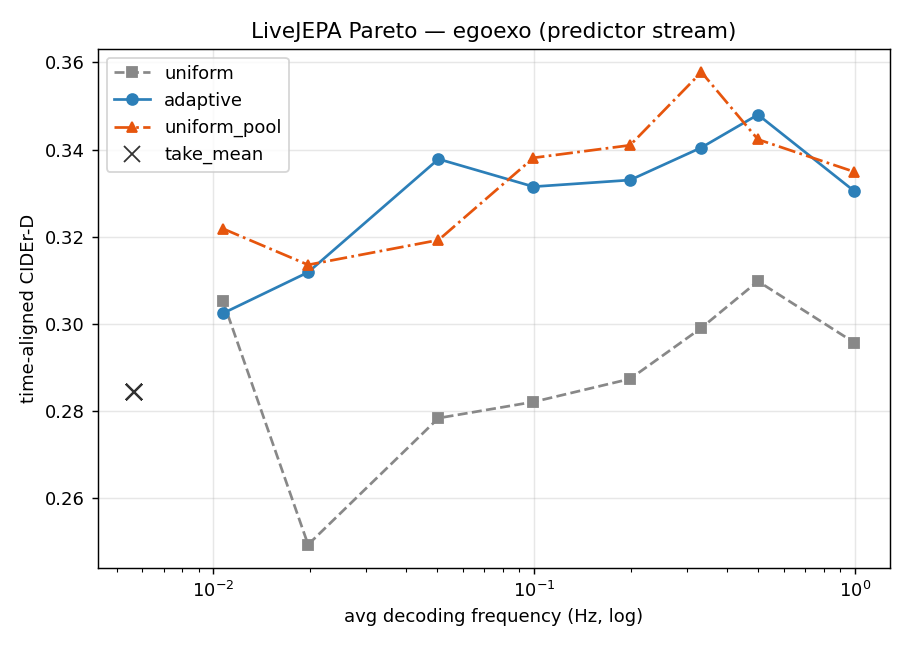 LiveJEPA Pareto — egoexo (predictor stream)
uniform
adaptive
uniform_pool
take_mean
time-aligned CIDEr-D
0.36
0.34
0.32
0.30
0.28
0.26
10⁻² 10⁻¹ 10⁰
avg decoding frequency (Hz, log)